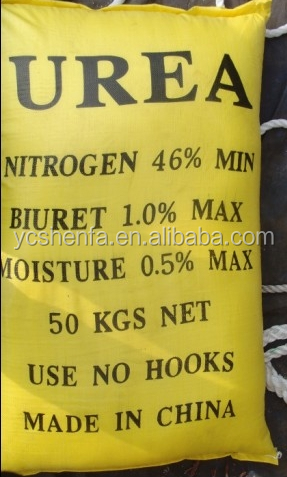 UREA
NITROGEN 46% MIN
BIURET 1.0% MAX
ycshenfa.en.alibaba.com
MOISTURE 0.5% MAX
50 KGS NET
USE NO HOOKS
MADE IN CHINA